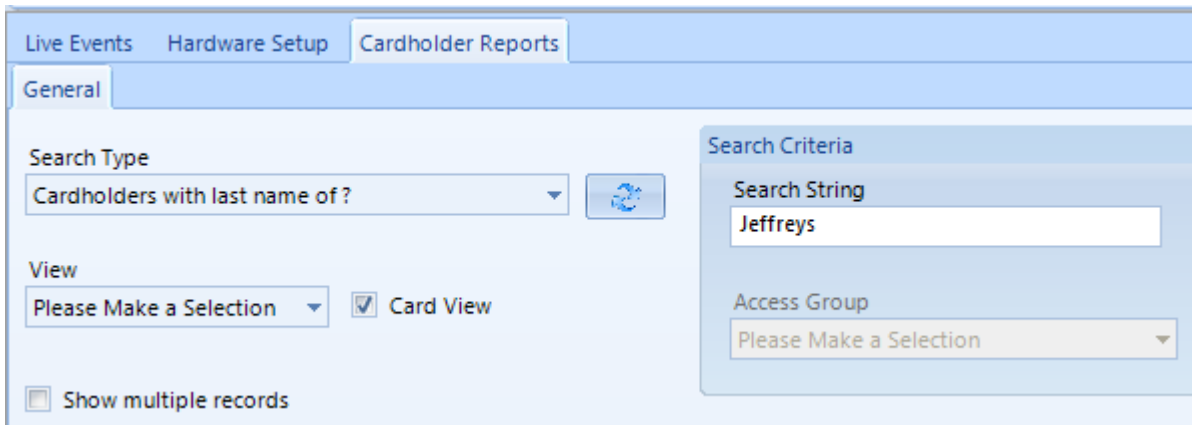 Live Events Hardware Setup Cardholder Reports
General
Search Type
Cardholders with last name of ?
View
Please Make a Selection Card View
Show multiple records
Search Criteria
Search String
Jeffreys
Access Group
Please Make a Selection